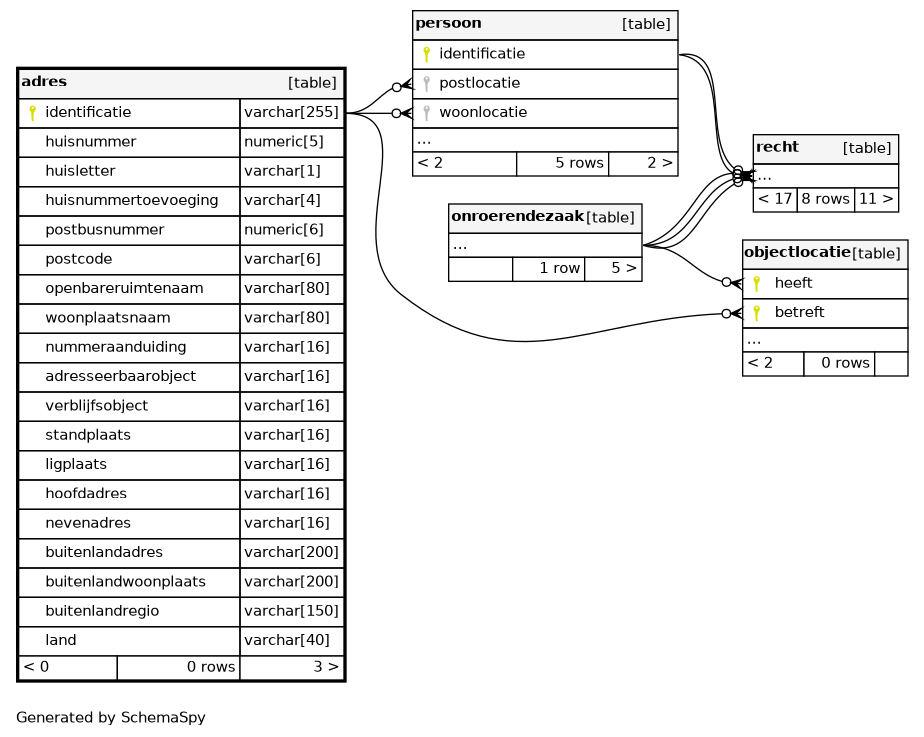 adres [table]
identificatie varchar[255]
huisnummer numeric[5]
huisletter varchar[1]
huisnummertoevoeging varchar[4]
postbusnummer numeric[6]
postcode varchar[6]
openbareruimtenaam varchar[80]
woonplaatsnaam varchar[80]
nummeraanduiding varchar[16]
adresseerbaarobject varchar[16]
verblijfsobject varchar[16]
standplaats varchar[16]
ligplaats varchar[16]
hoofdadres varchar[16]
nevenadres varchar[16]
buitenlandadres varchar[200]
buitenlandwoonplaats varchar[200]
buitenlandregio varchar[150]
land varchar[40]
< 0 0 rows 3 >
persoon [table]
identificatie
postlocatie
woonlocatie
...
< 2 5 rows 2 >
onroerendezaak [table]
...
1 row 5 >
recht [table]
...
< 17 8 rows 11 >
objectlocatie [table]
heeft
betreft
...
< 2 0 rows
Generated by SchemaSpy